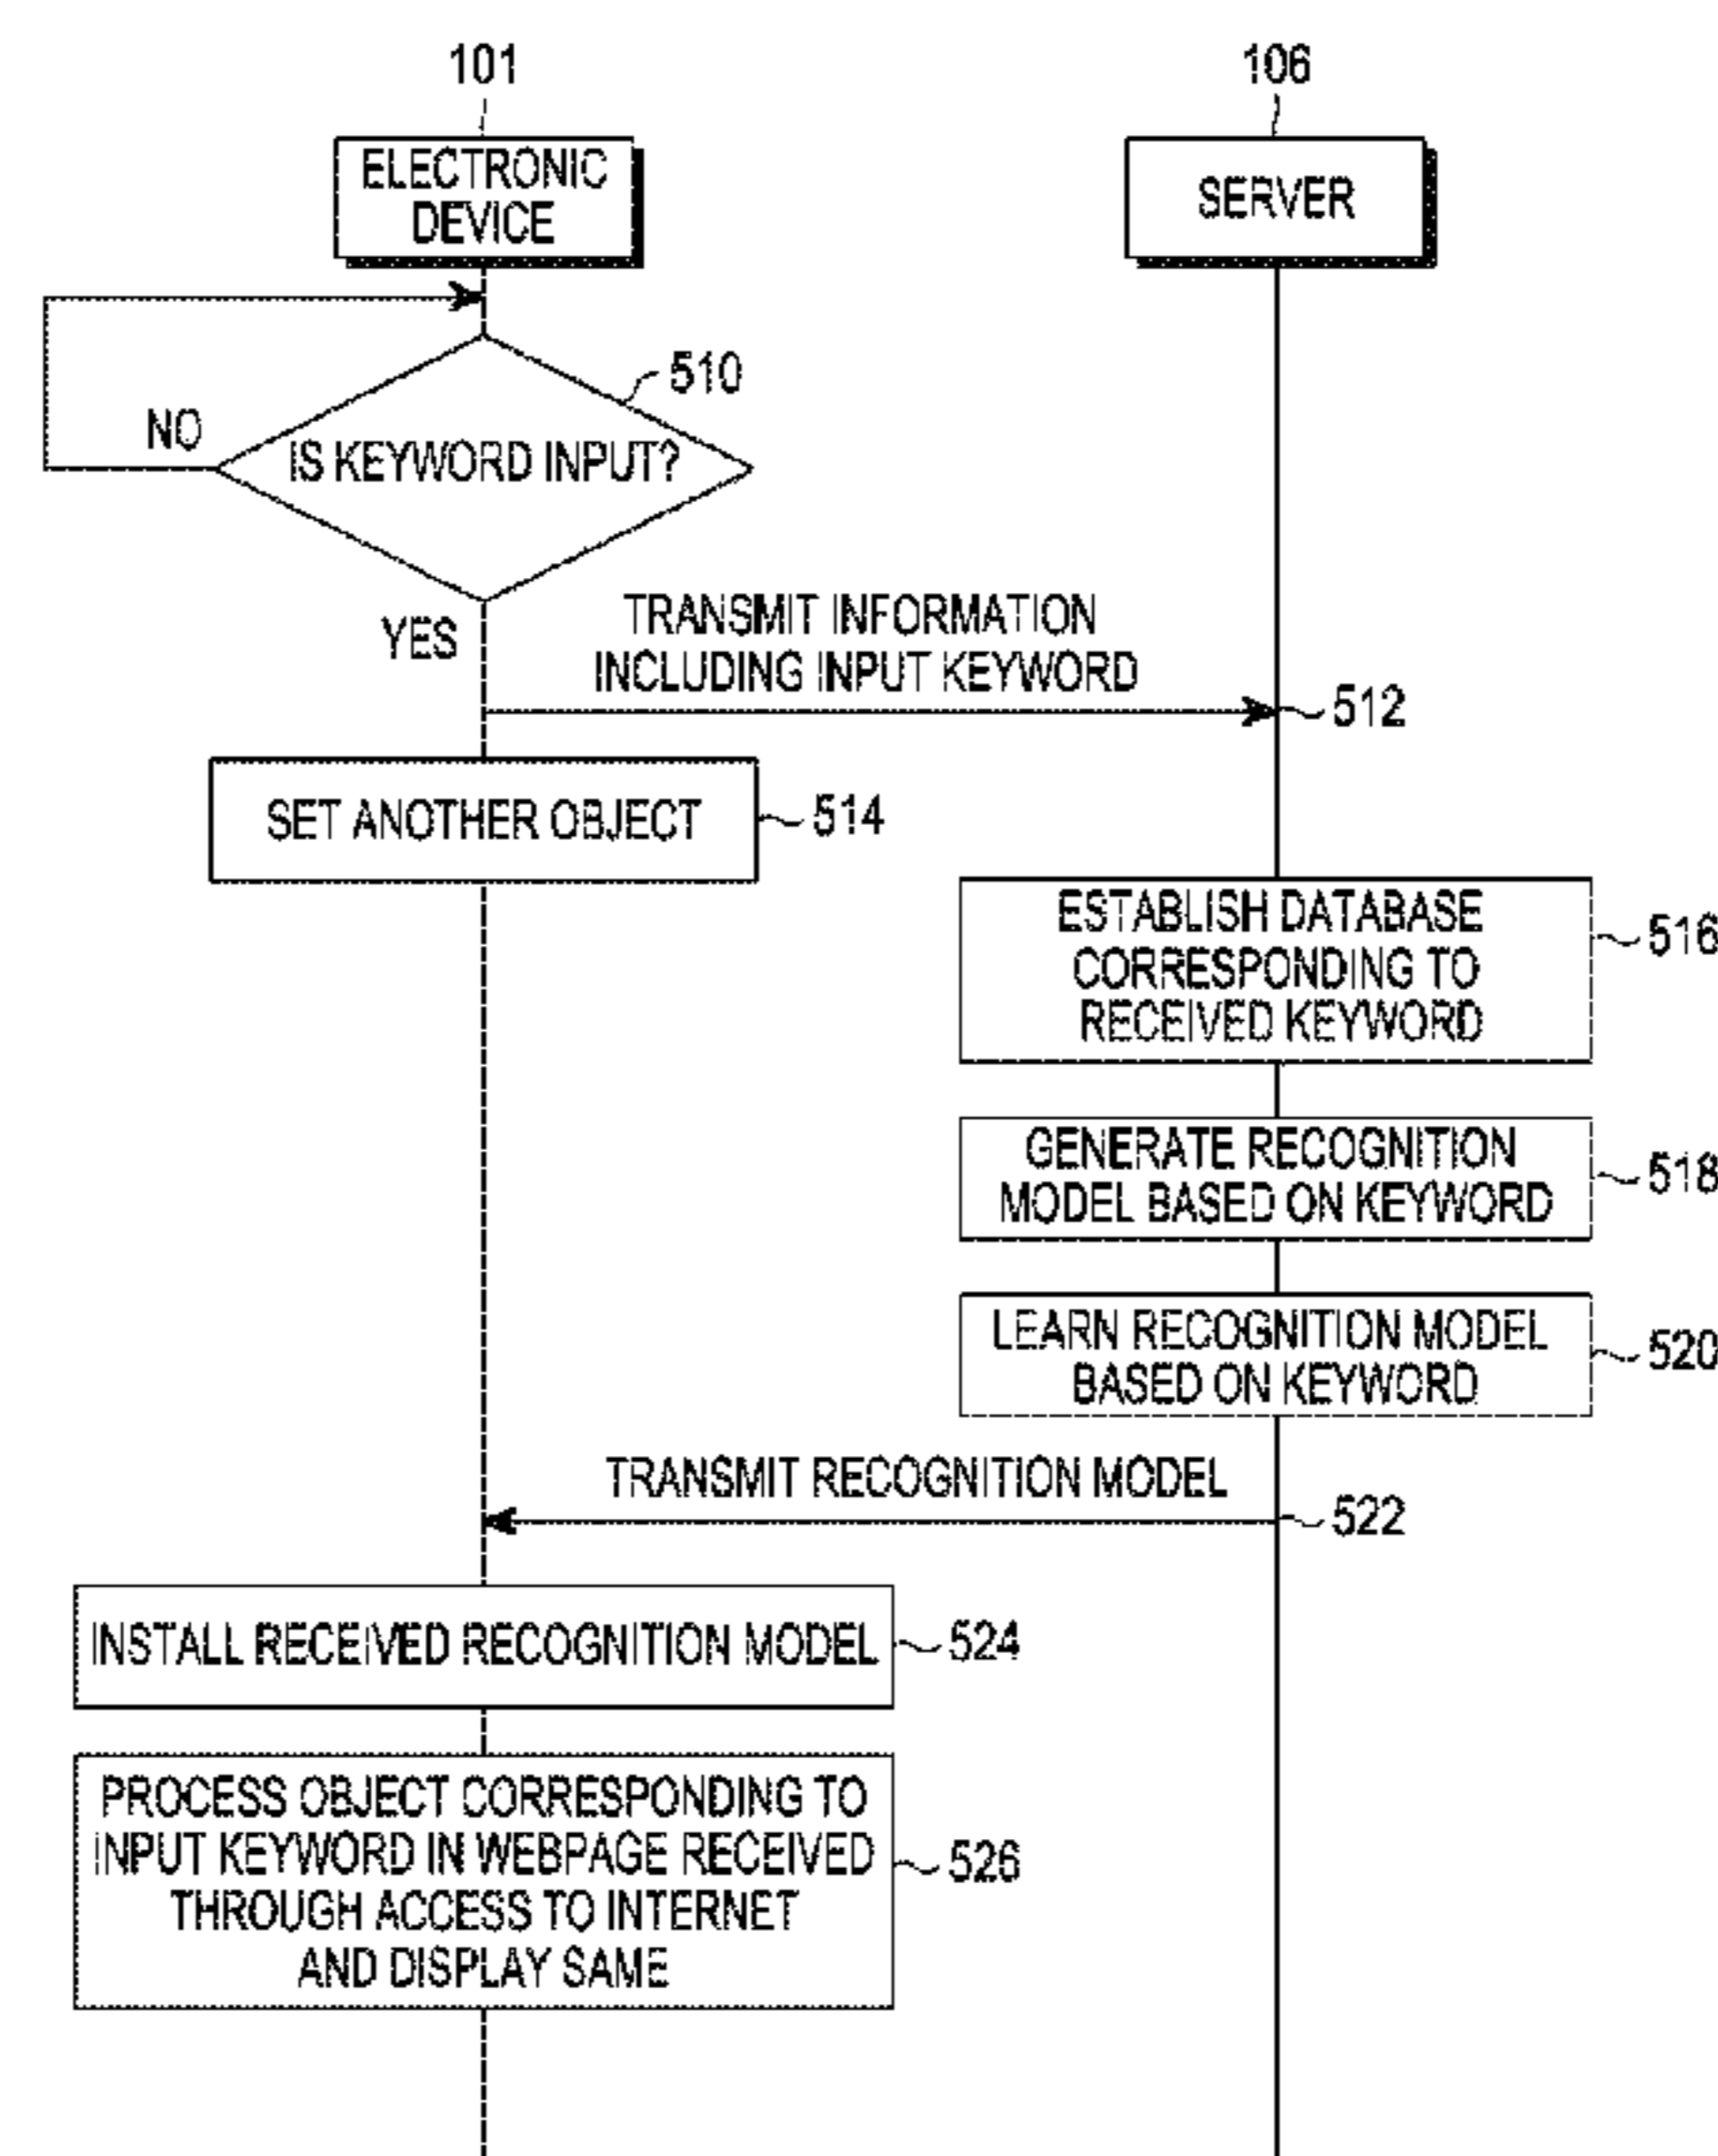 101
106
ELECTRONIC
DEVICE
SERVER
510
NO
IS KEYWORD INPUT?
YES
TRANSMIT INFORMATION
INCLUDING INPUT KEYWORD
512
SET ANOTHER OBJECT
514
ESTABLISH DATABASE
CORRESPONDING TO
RECEIVED KEYWORD
516
GENERATE RECOGNITION
MODEL BASED ON KEYWORD
518
LEARN RECOGNITION MODEL
BASED ON KEYWORD
520
TRANSMIT RECOGNITION MODEL
522
INSTALL RECEIVED RECOGNITION MODEL
524
PROCESS OBJECT CORRESPONDING TO
INPUT KEYWORD IN WEBPAGE RECEIVED
THROUGH ACCESS TO INTERNET
AND DISPLAY SAME
526